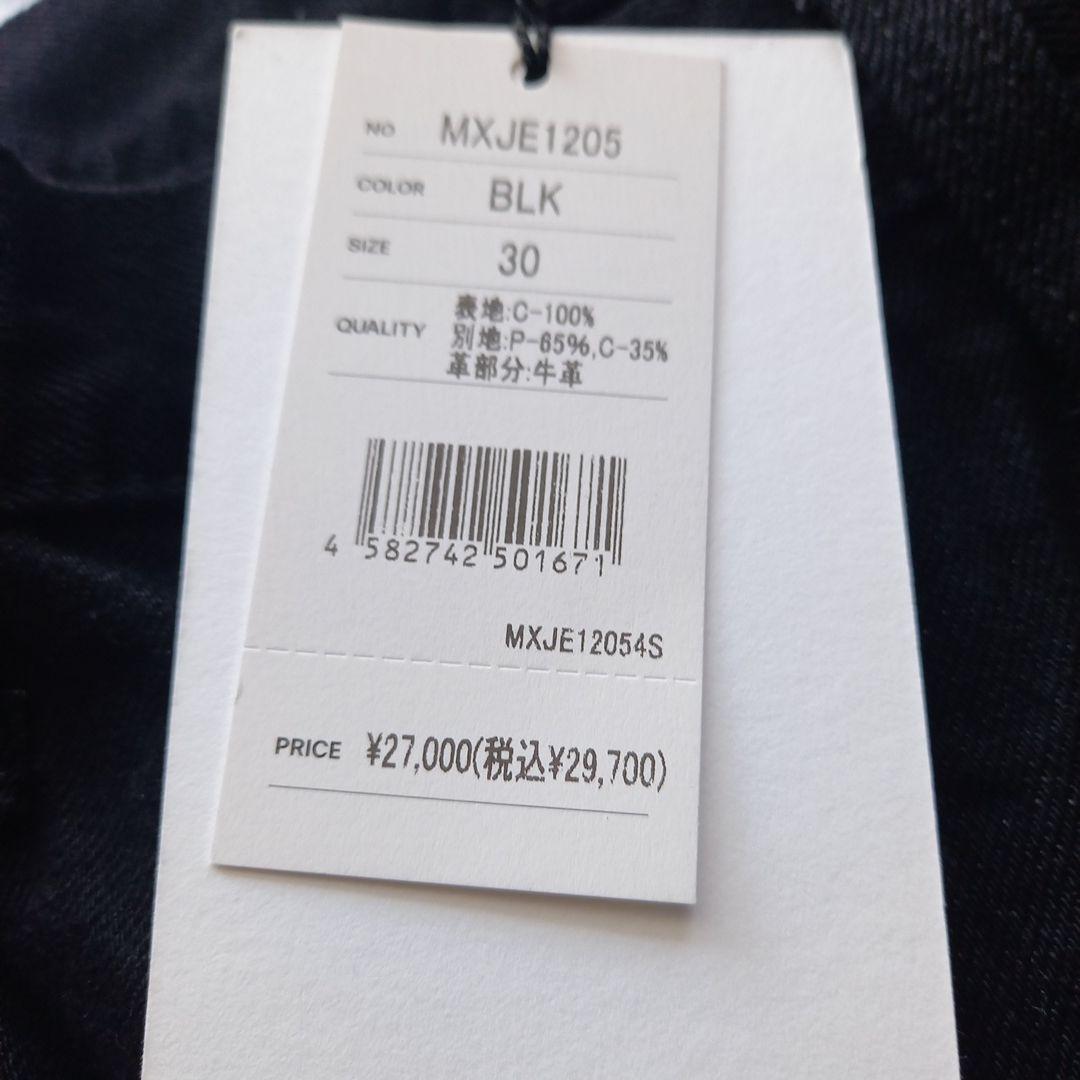 NO MXJE1205
COLOR BLK
SIZE 30
QUALITY 表地:C-100%
別地:P-65%,C-35%
革部分:牛革
4 582742 501671
MXJE12054S
PRICE ¥27,000(税込¥29,700)